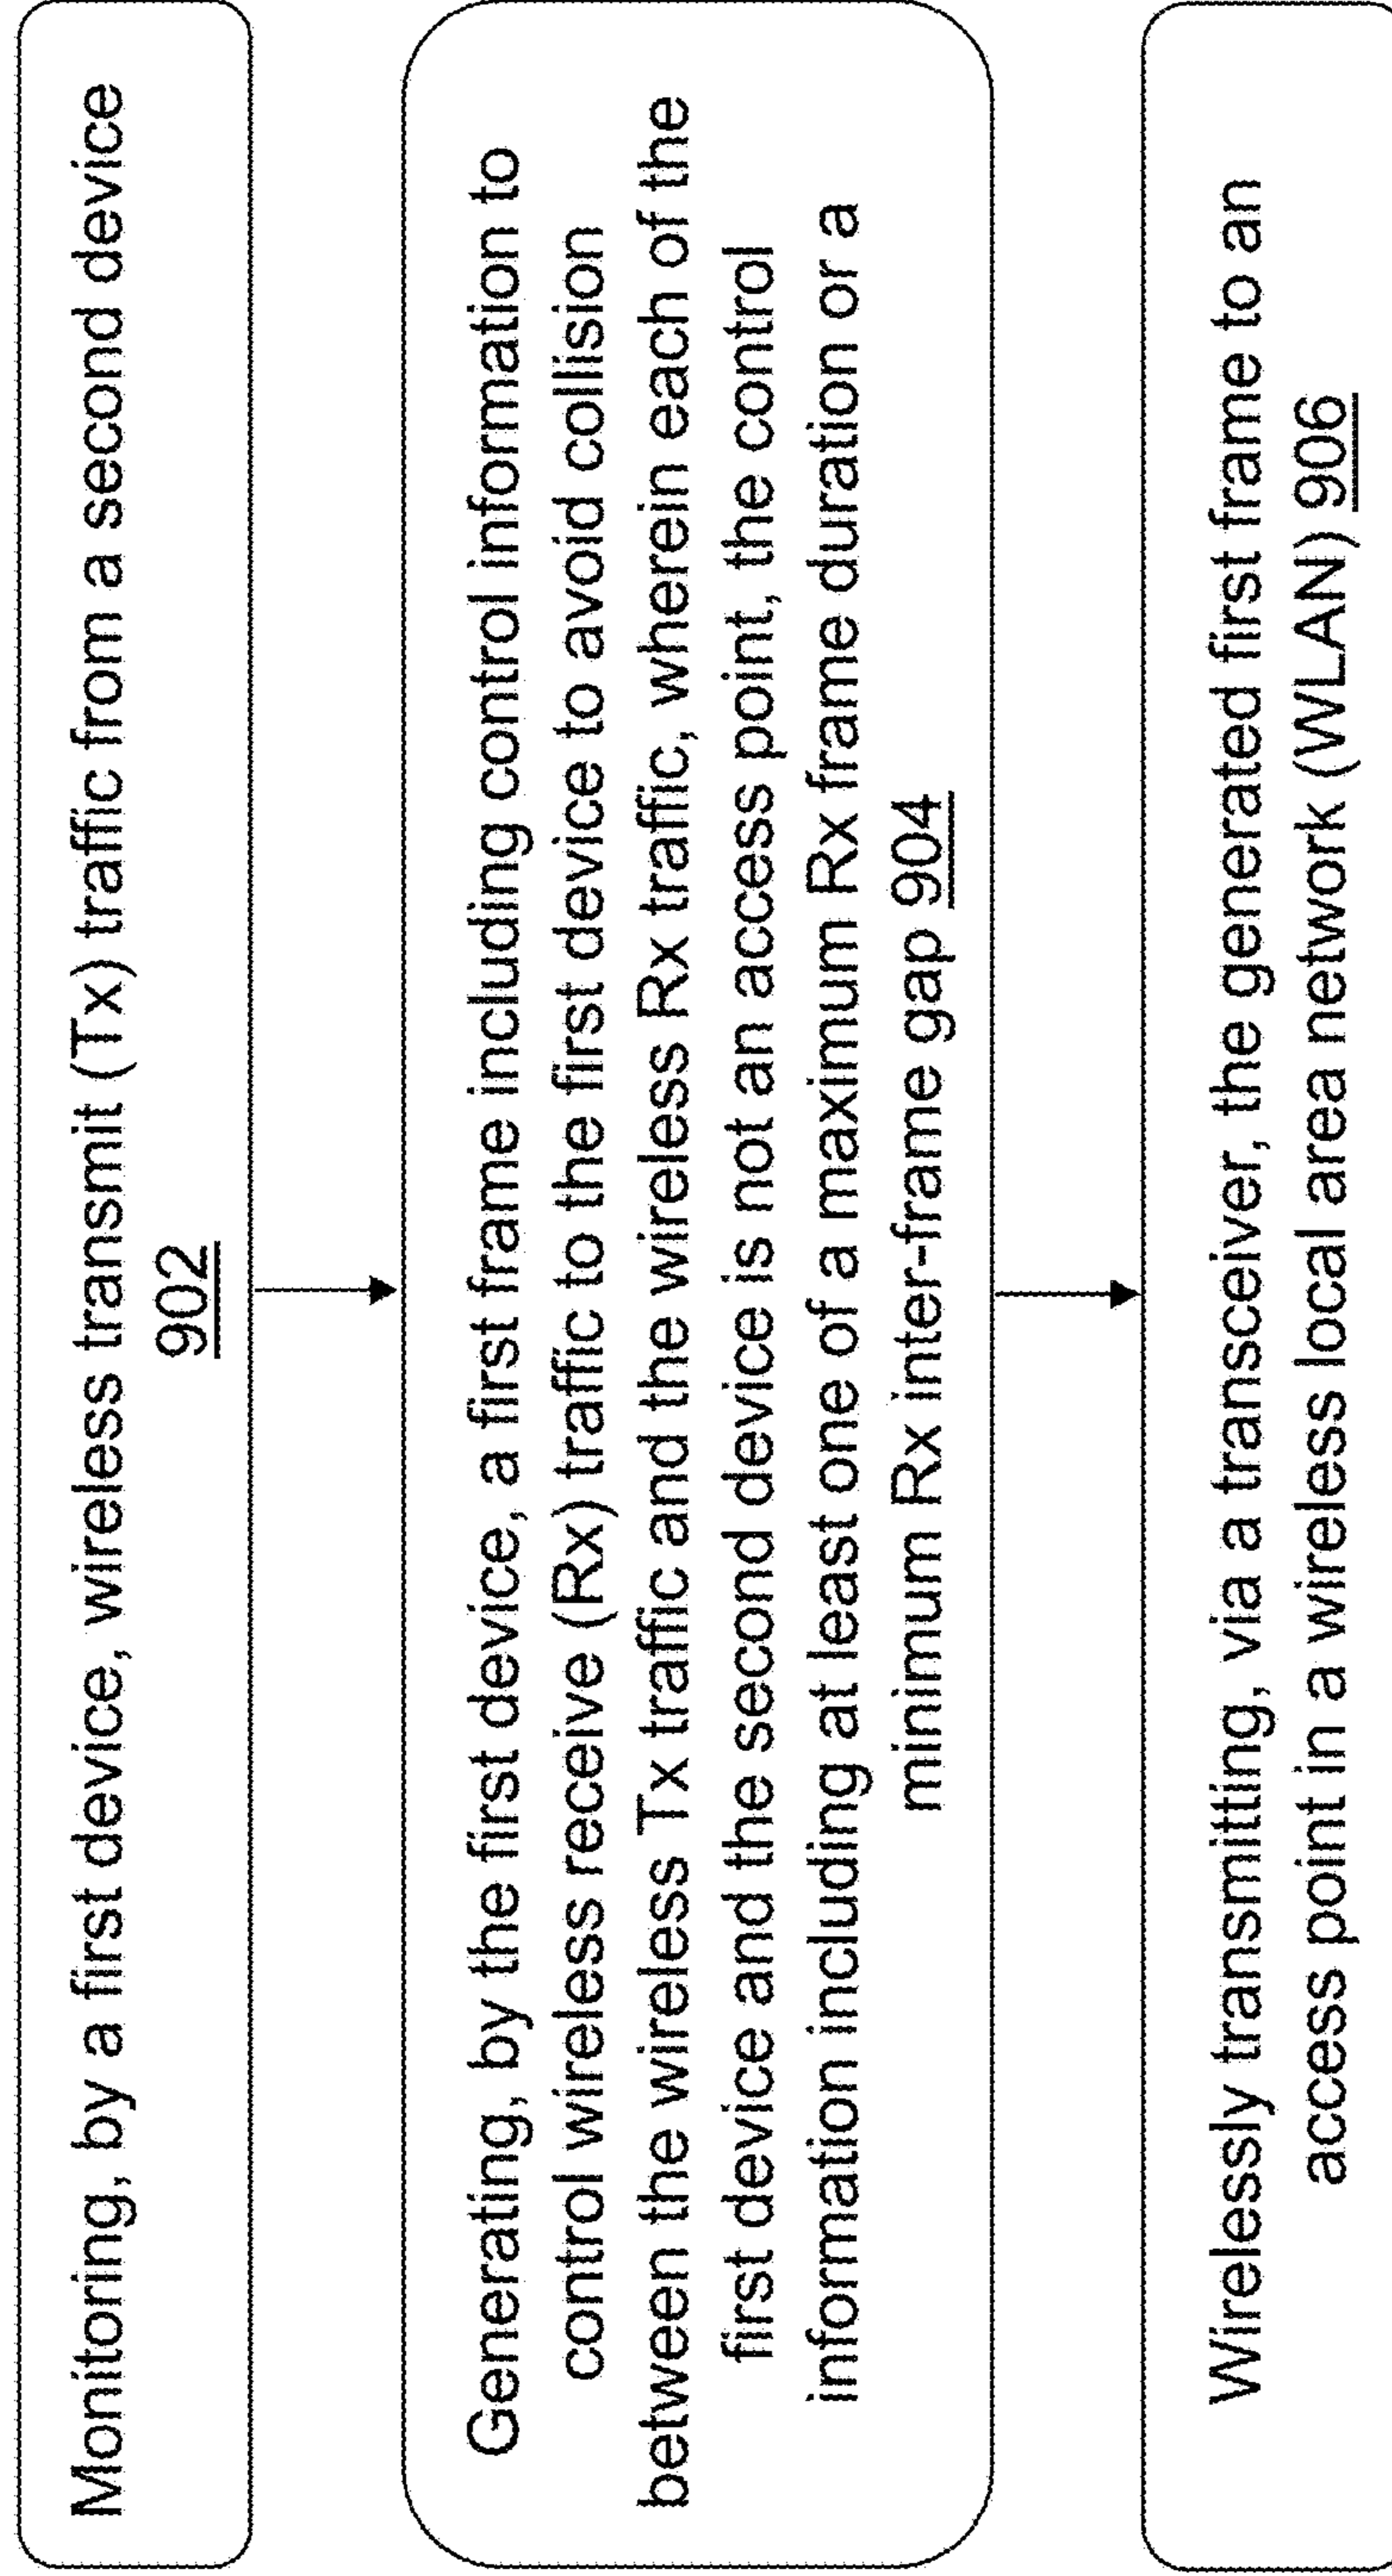 Monitoring, by a first device, wireless transmit (Tx) traffic from a second device
902
Generating, by the first device, a first frame including control information to
control wireless receive (Rx) traffic to the first device to avoid collision
between the wireless Tx traffic and the wireless Rx traffic, wherein each of the
first device and the second device is not an access point, the control
information including at least one of a maximum Rx frame duration or a
minimum Rx inter-frame gap 904
Wirelessly transmitting, via a transceiver, the generated first frame to an
access point in a wireless local area network (WLAN) 906